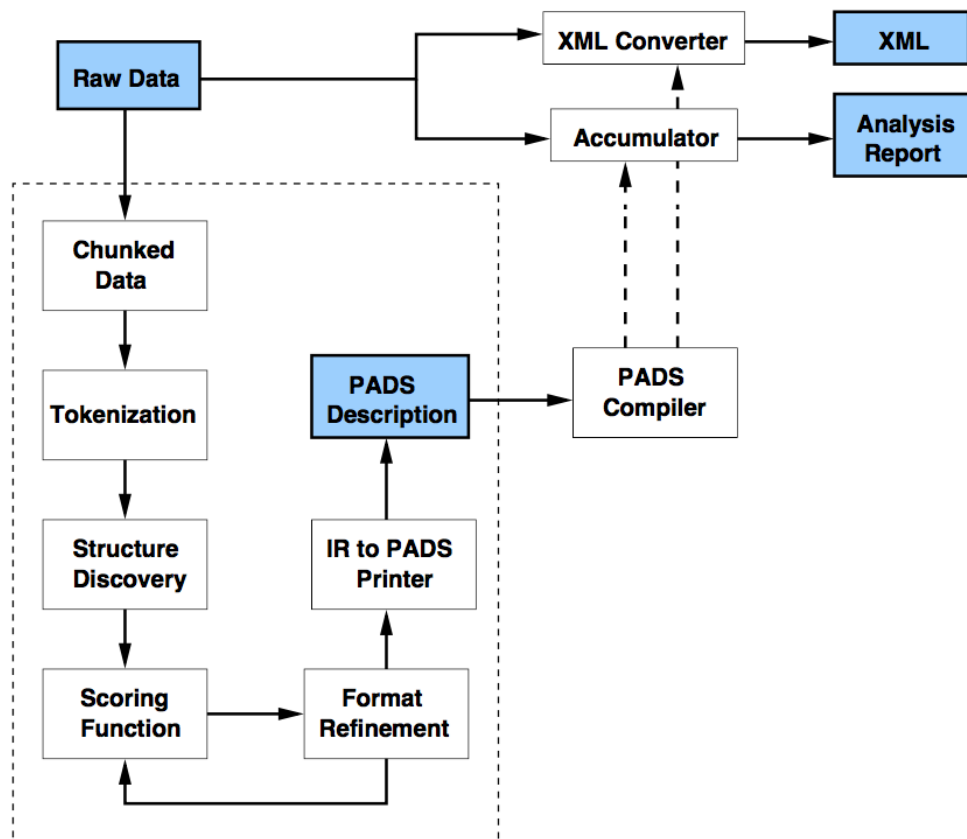 XML Converter
XML
Raw Data
Accumulator
Analysis
Report
Chunked
Data
Tokenization
PADS
Description
PADS
Compiler
Structure
Discovery
IR to PADS
Printer
Scoring
Function
Format
Refinement